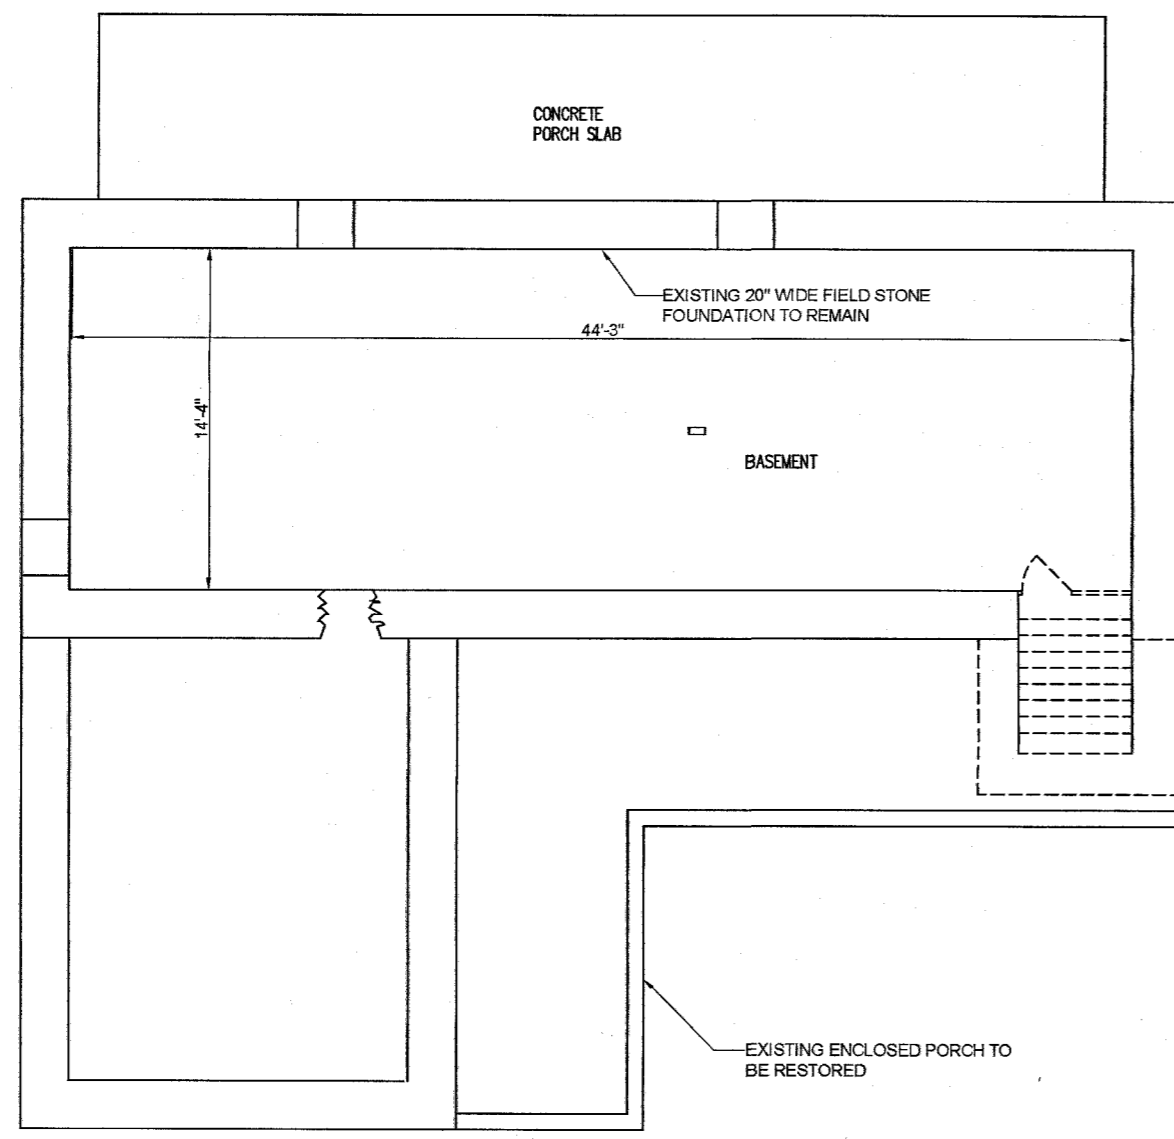 CONCRETE
PORCH SLAB
EXISTING 20" WIDE FIELD STONE
FOUNDATION TO REMAIN
44'-3"
14'-4"
BASEMENT
EXISTING ENCLOSED PORCH TO
BE RESTORED